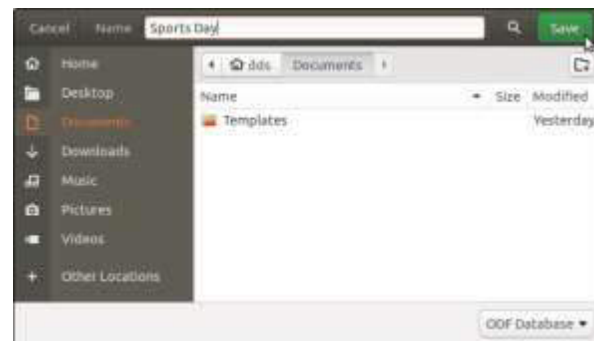 Cancel Name Sports Day Save
Home
dds Documents
Desktop
Name Size Modified
Documents
Templates Yesterday
Downloads
Music
Pictures
Videos
+ Other Locations
ODF Database